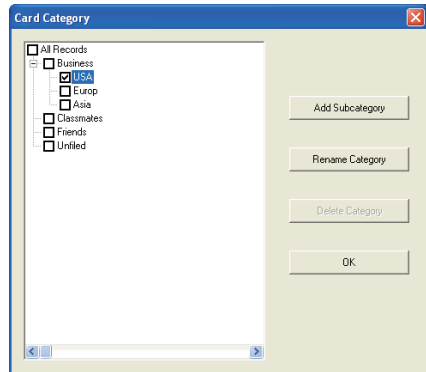 Card Category
All Records
Business
USA
Europ
Asia
Classmates
Friends
Unfiled
Add Subcategory
Rename Category
Delete Category
OK